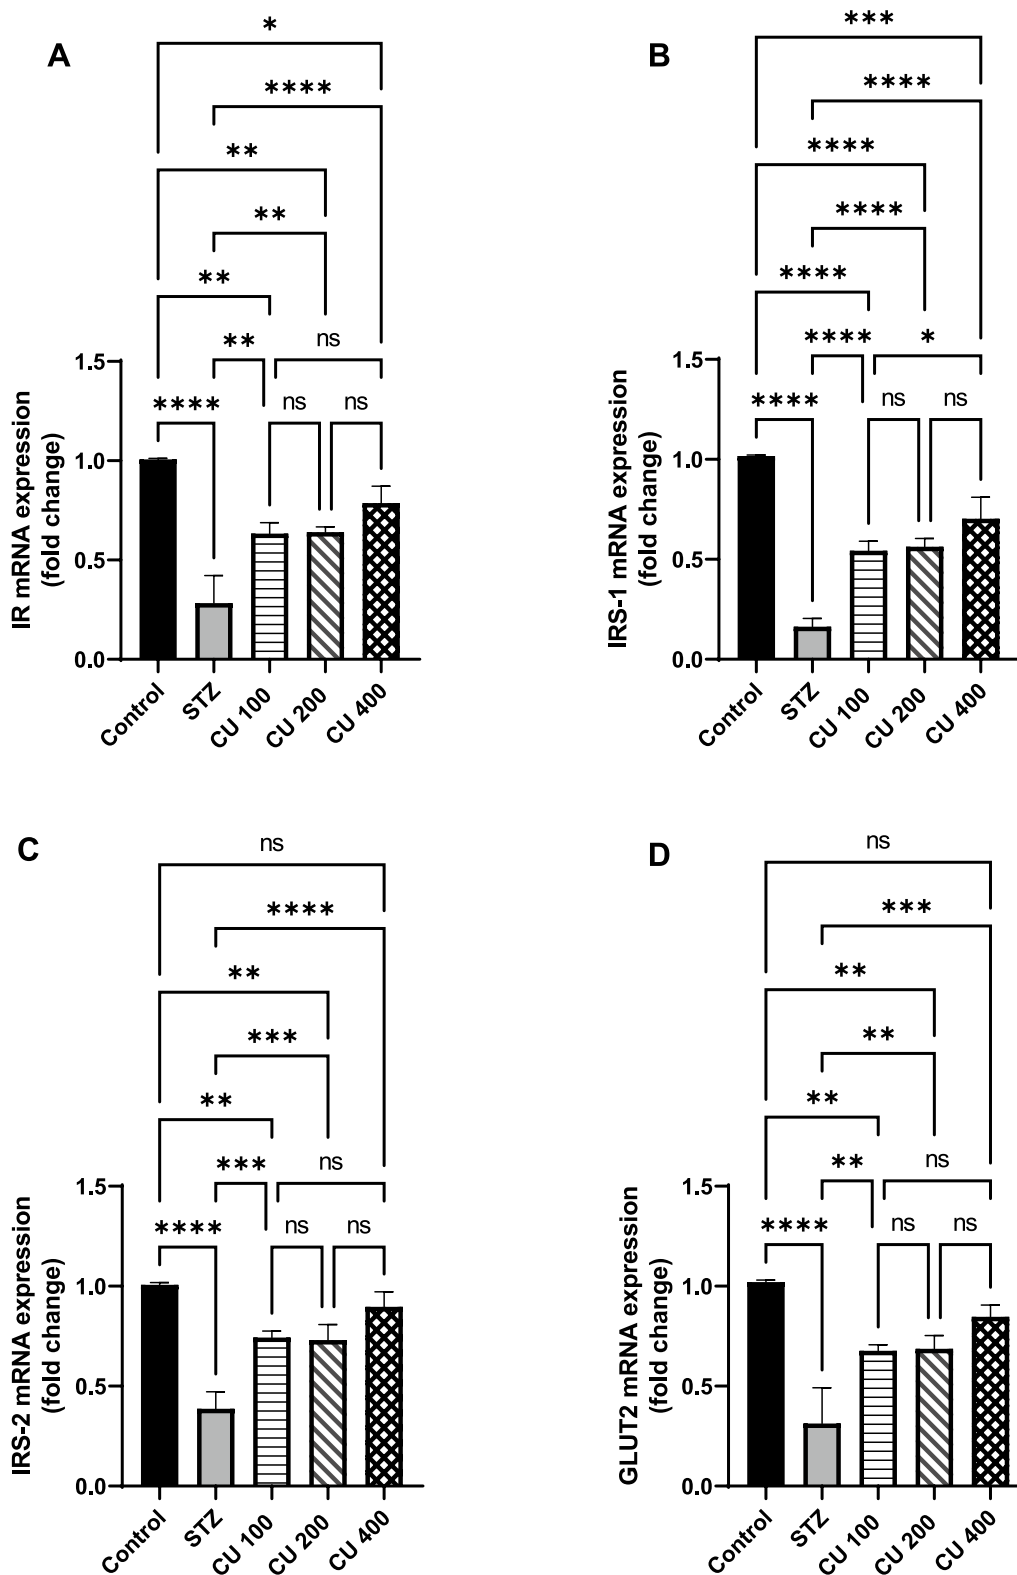 A
*
****
**
**
**
**
ns
****
ns
ns
IR mRNA expression
(fold change)
1.5
1.0
0.5
0.0
Control
STZ
CU 100
CU 200
CU 400
B
***
****
****
****
****
****
*
****
ns
ns
IRS-1 mRNA expression
(fold change)
1.5
1.0
0.5
0.0
Control
STZ
CU 100
CU 200
CU 400
C
ns
****
**
***
**
***
ns
****
ns
ns
IRS-2 mRNA expression
(fold change)
1.5
1.0
0.5
0.0
Control
STZ
CU 100
CU 200
CU 400
D
ns
***
**
**
**
**
ns
****
ns
ns
GLUT2 mRNA expression
(fold change)
1.5
1.0
0.5
0.0
Control
STZ
CU 100
CU 200
CU 400